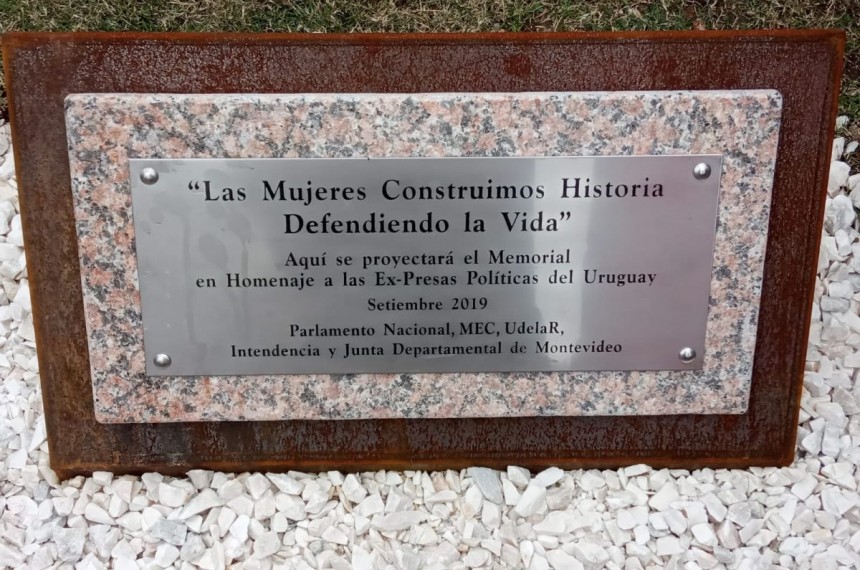 “Las Mujeres Construimos Historia
Defendiendo la Vida”
Aquí se proyectará el Memorial
en Homenaje a las Ex-Presas Políticas del Uruguay
Setiembre 2019
Parlamento Nacional, MEC, UdelaR,
Intendencia y Junta Departamental de Montevideo